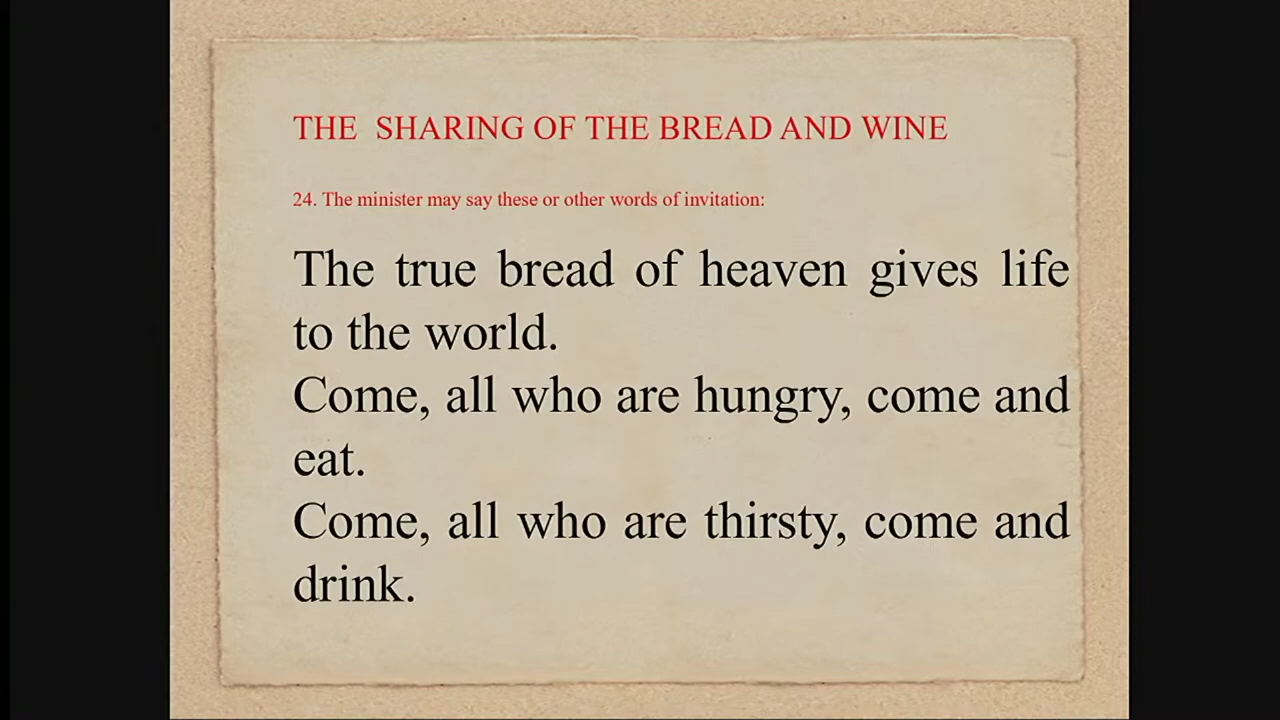 THE SHARING OF THE BREAD AND WINE
24. The minister may say these or other words of invitation:
The true bread of heaven gives life
to the world.
Come, all who are hungry, come and
eat.
Come, all who are thirsty, come and
drink.